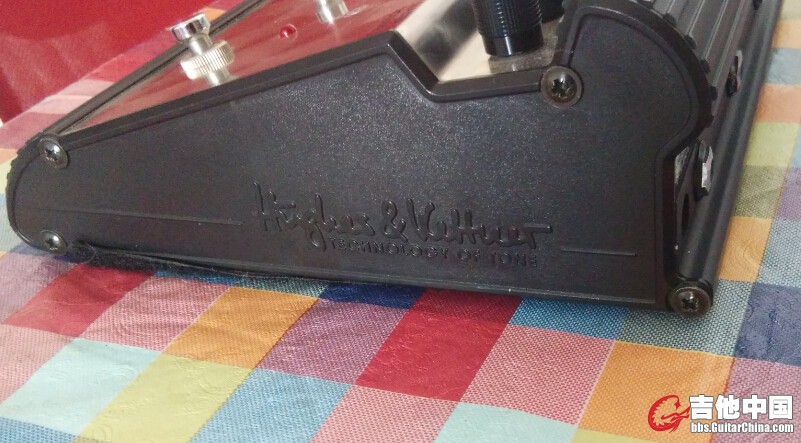 Hughes & Kettner
TECHNOLOGY OF TONE
吉他中国
bbs.GuitarChina.com